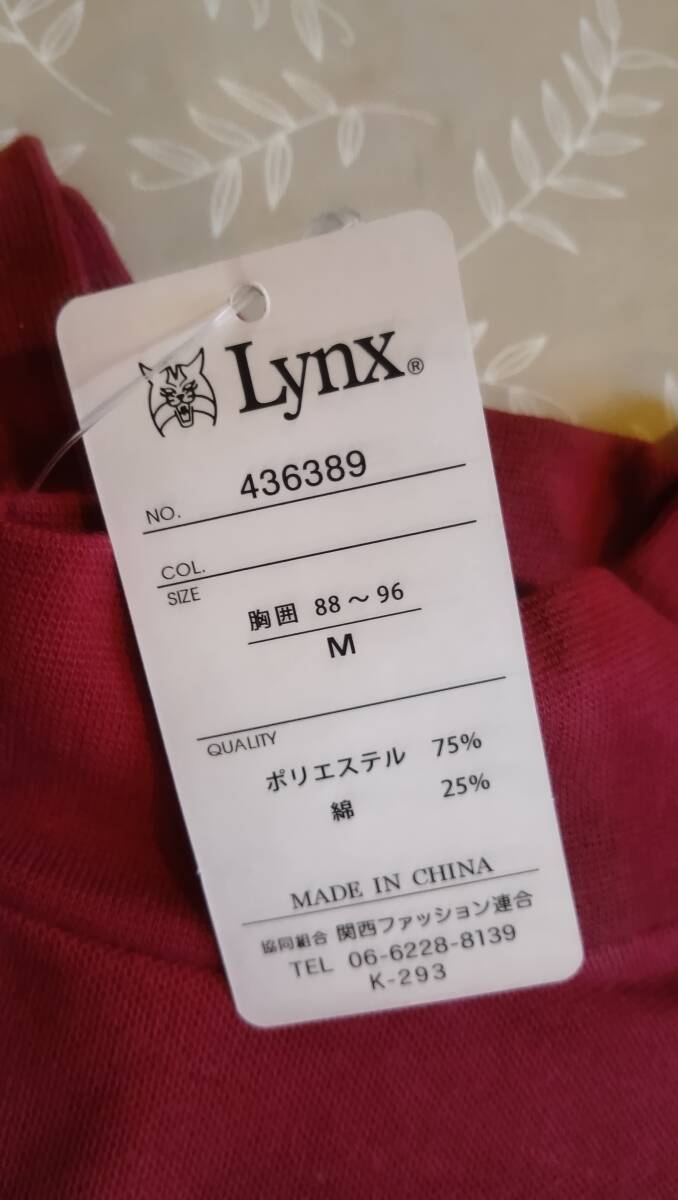 Lynx®
NO. 436389
COL.
SIZE
胸囲 88～96
M
QUALITY
ポリエステル 75%
綿 25%
MADE IN CHINA
協同組合 関西ファッション連合
TEL 06-6228-8139
K-293